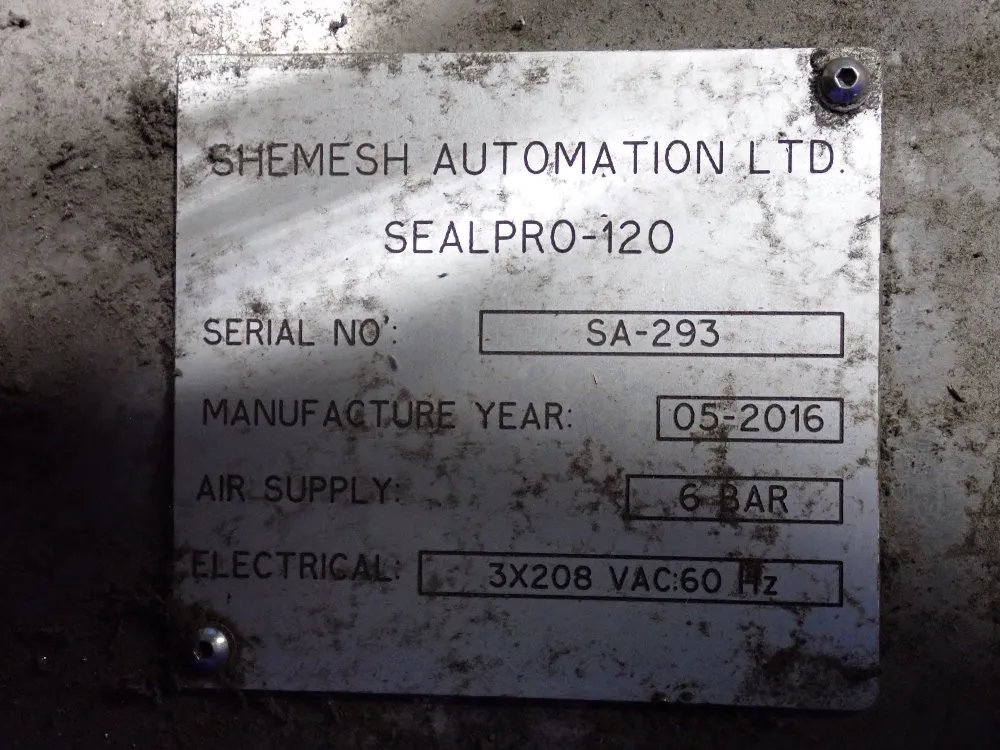 SHEMESH AUTOMATION LTD.
SEALPRO-120
SERIAL NO': SA-293
MANUFACTURE YEAR: 05-2016
AIR SUPPLY: 6 BAR
ELECTRICAL: 3X208 VAC:60 Hz